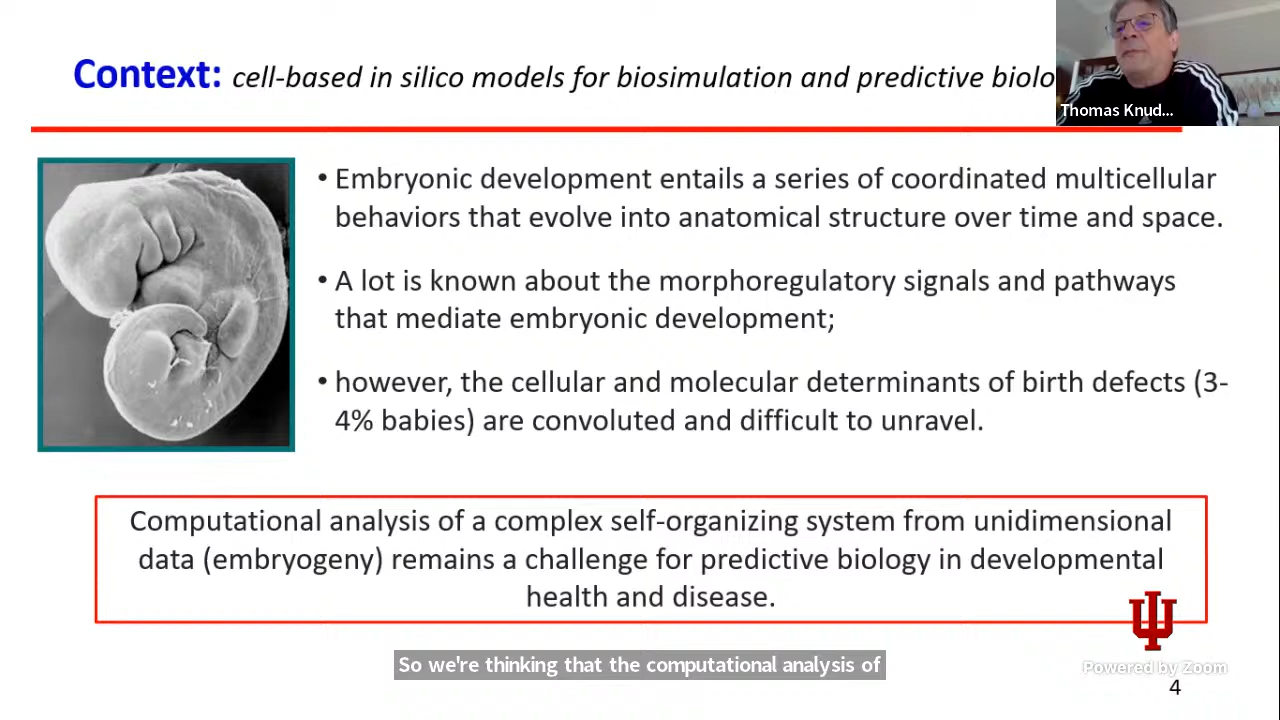 Context: cell-based in silico models for biosimulation and predictive biolo
Thomas Knud...
• Embryonic development entails a series of coordinated multicellular
behaviors that evolve into anatomical structure over time and space.
• A lot is known about the morphoregulatory signals and pathways
that mediate embryonic development;
• however, the cellular and molecular determinants of birth defects (3-
4% babies) are convoluted and difficult to unravel.
Computational analysis of a complex self-organizing system from unidimensional
data (embryogeny) remains a challenge for predictive biology in developmental
health and disease.
So we're thinking that the computational analysis of
Powered by Zoom
4